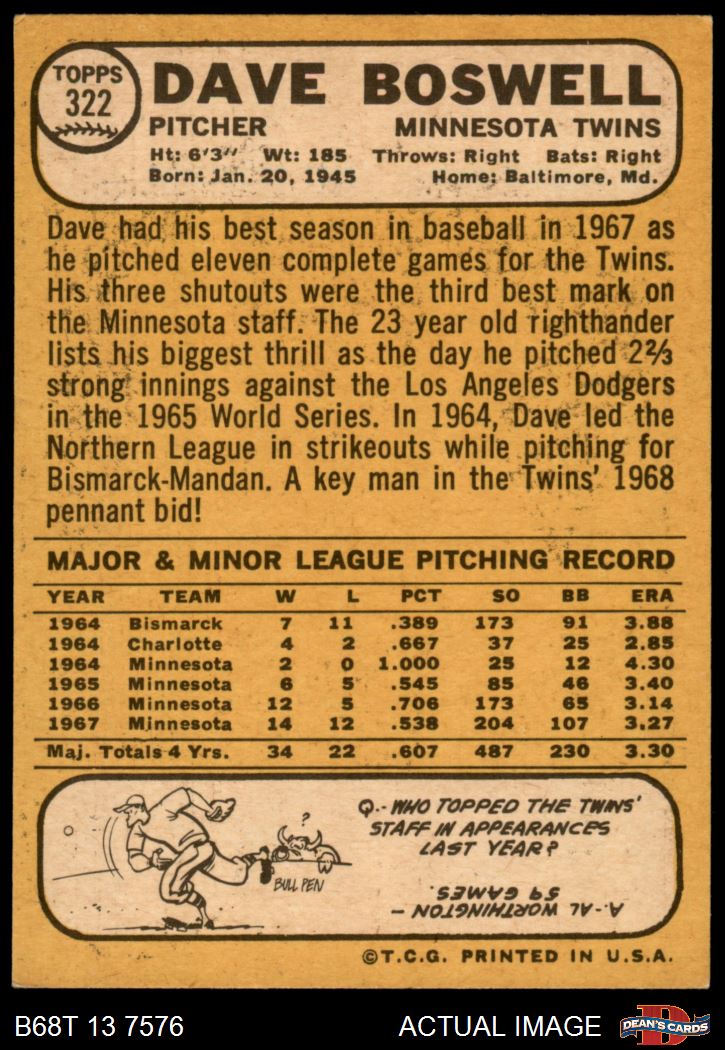 TOPPS
322
DAVE BOSWELL
PITCHER MINNESOTA TWINS
Ht: 6'3" Wt: 185 Throws: Right Bats: Right
Born: Jan. 20, 1945 Home: Baltimore, Md.
Dave had his best season in baseball in 1967 as
he pitched eleven complete games for the Twins.
His three shutouts were the third best mark on
the Minnesota staff. The 23 year old righthander
lists his biggest thrill as the day he pitched 2⅔
strong innings against the Los Angeles Dodgers
in the 1965 World Series. In 1964, Dave led the
Northern League in strikeouts while pitching for
Bismarck-Mandan. A key man in the Twins' 1968
pennant bid!
MAJOR & MINOR LEAGUE PITCHING RECORD
YEAR TEAM W L PCT SO BB ERA
1964 Bismarck 7 11 .389 173 91 3.88
1964 Charlotte 4 2 .667 37 25 2.85
1964 Minnesota 2 0 1.000 25 12 4.30
1965 Minnesota 6 5 .545 85 46 3.40
1966 Minnesota 12 5 .706 173 65 3.14
1967 Minnesota 14 12 .538 204 107 3.27
Maj. Totals 4 Yrs. 34 22 .607 487 230 3.30
?
BULL PEN
Q.- WHO TOPPED THE TWINS'
STAFF IN APPEARANCES
LAST YEAR?
A.- AL WORTHINGTON –
59 GAMES.
©T.C.G. PRINTED IN U.S.A.
B68T 13 7576 ACTUAL IMAGE
D
DEAN'S CARDS